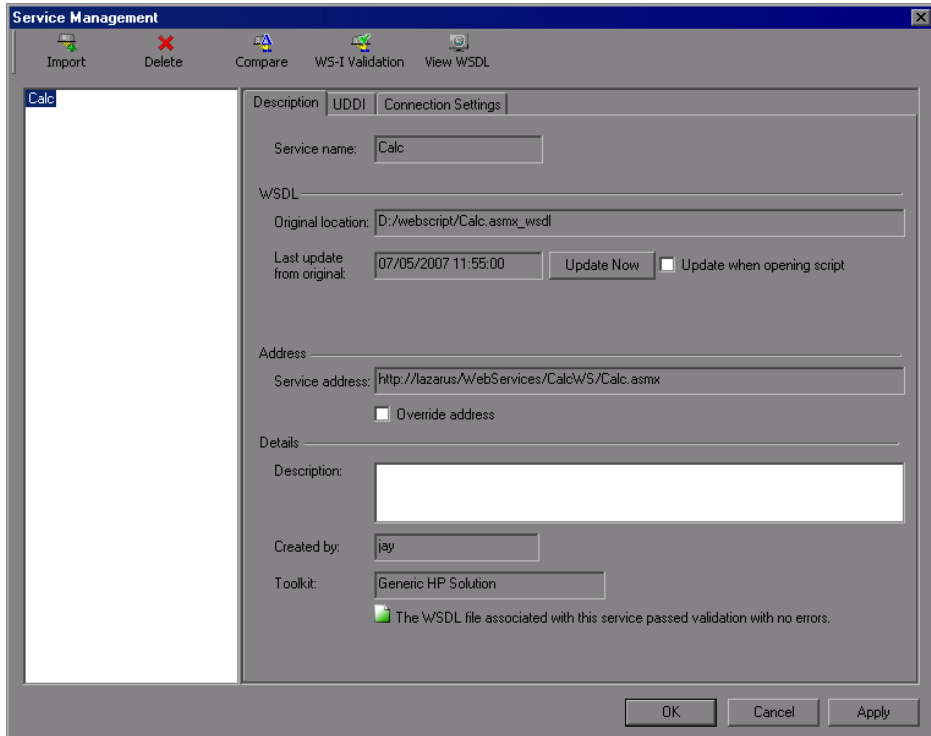 Service Management
Import Delete Compare WS-I Validation View WSDL
Calc
Description UDDI Connection Settings
Service name: Calc
WSDL
Original location: D:/webscript/Calc.asmx_wsdl
Last update
from original: 07/05/2007 11:55:00 Update Now Update when opening script
Address
Service address: http://lazarus/WebServices/CalcWS/Calc.asmx
Override address
Details
Description:
Created by: jay
Toolkit: Generic HP Solution
The WSDL file associated with this service passed validation with no errors.
OK Cancel Apply